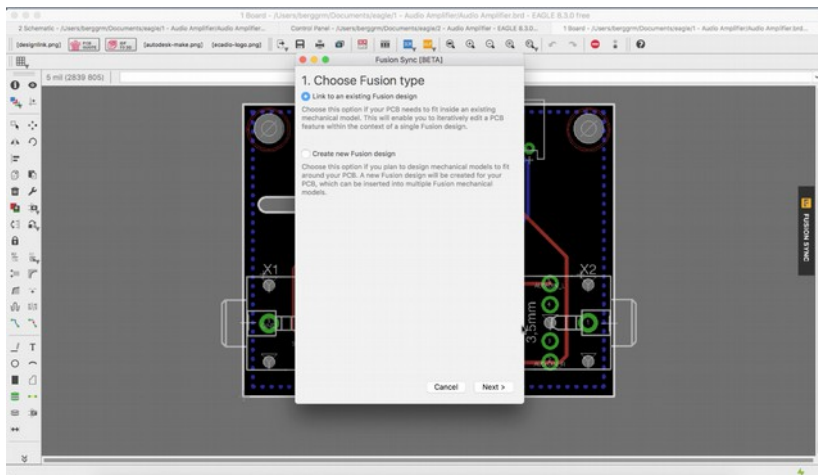 1 Board - /Users/berggrm/Documents/eagle/1 - Audio Amplifier/Audio Amplifier.brd - EAGLE 8.3.0 free
2 Schematic - /Users/berggrm/Documents/eagle/1 - Audio Amplifier/Audio Amplifier...
Control Panel - /Users/berggrm/Documents/eagle/2 - Audio Amplifier - EAGLE 8.3.0...
1 Board - /Users/berggrm/Documents/eagle/1 - Audio Amplifier/Audio Amplifier.brd...
[designlink.png]
[autodesk-make.png]
[ecadio-logo.png]
Fusion Sync (BETA)
5 mil (2839 805)
1. Choose Fusion type
Link to an existing Fusion design
Choose this option if your PCB needs to fit inside an existing
mechanical model. This will enable you to iteratively edit a PCB
feature within the context of a single Fusion design.
Create new Fusion design
Choose this option if you plan to design mechanical models to fit
around your PCB. A new Fusion design will be created for your
PCB, which can be inserted into multiple Fusion mechanical
models.
FUSION SYNC
X1
X2
3,5mm
Cancel
Next >